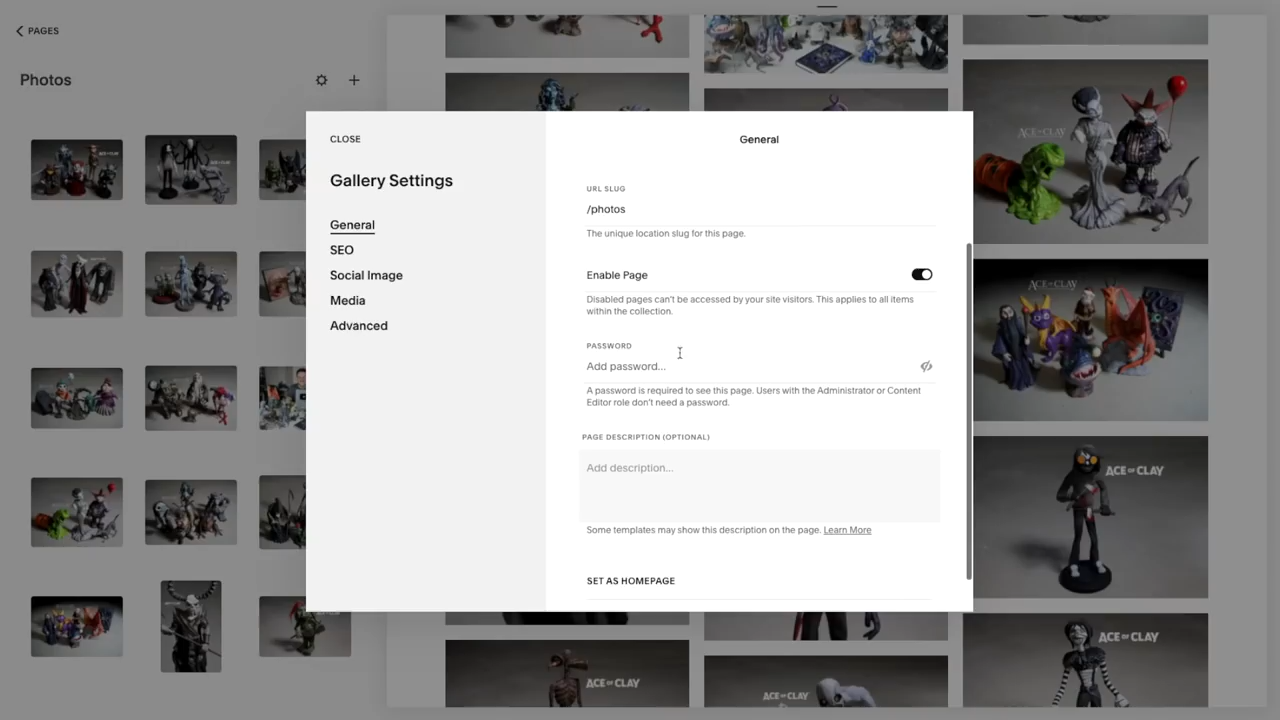 PAGES
Photos
CLOSE
Gallery Settings
General
SEO
Social Image
Media
Advanced
General
URL SLUG
/photos
The unique location slug for this page.
Enable Page
Disabled pages can't be accessed by your site visitors. This applies to all items
within the collection.
PASSWORD
Add password...
A password is required to see this page. Users with the Administrator or Content
Editor role don't need a password.
PAGE DESCRIPTION (OPTIONAL)
Add description...
Some templates may show this description on the page. Learn More
SET AS HOMEPAGE
ACE OF CLAY
ACE OF CLAY
ACE OF CLAY
ACE OF CLAY
ACE OF CLAY
ACE OF CLAY